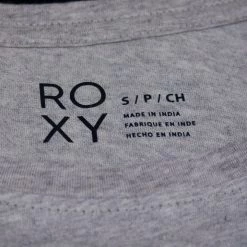 RO
XY
S / P / CH
MADE IN INDIA
FABRIQUE EN INDE
HECHO EN INDIA